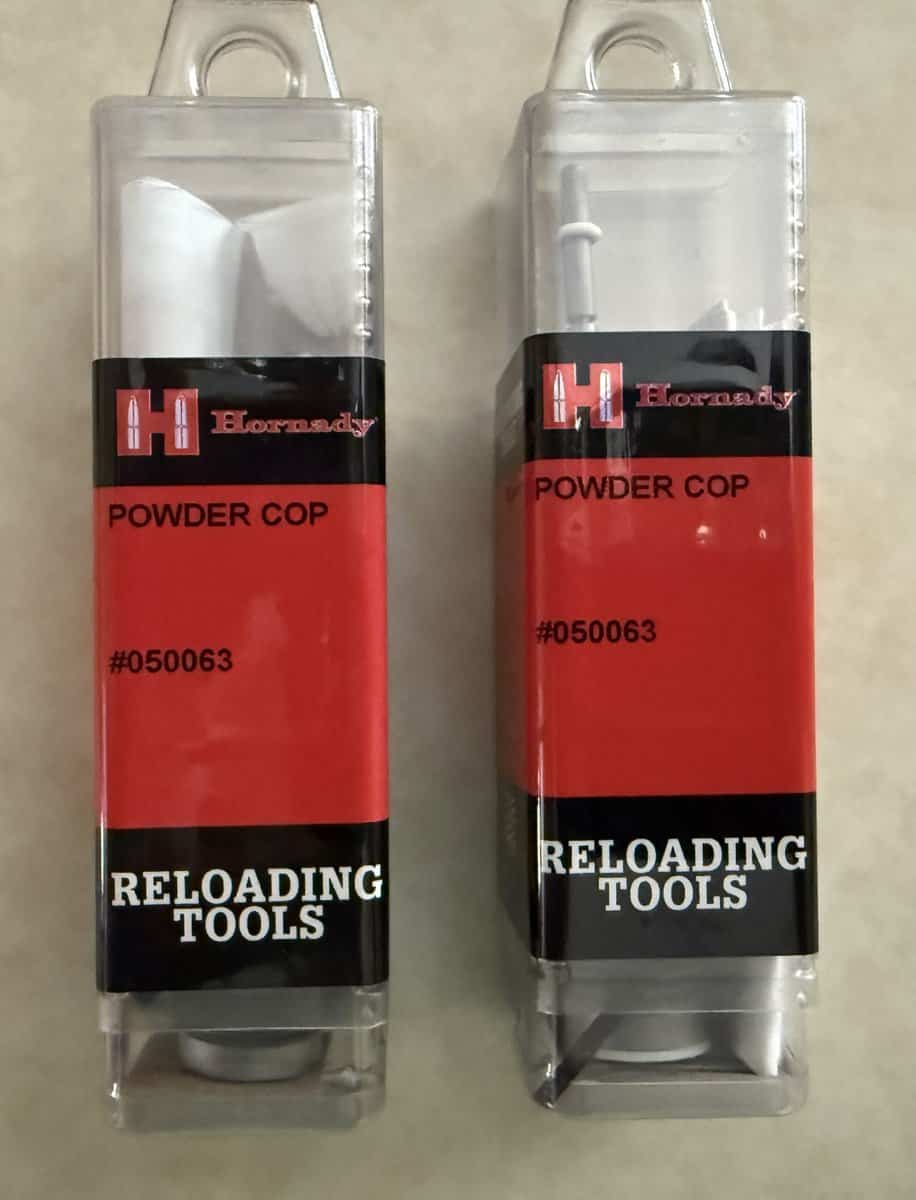 H Hornady
POWDER COP
#050063
RELOADING
TOOLS
H Hornady
POWDER COP
#050063
RELOADING
TOOLS